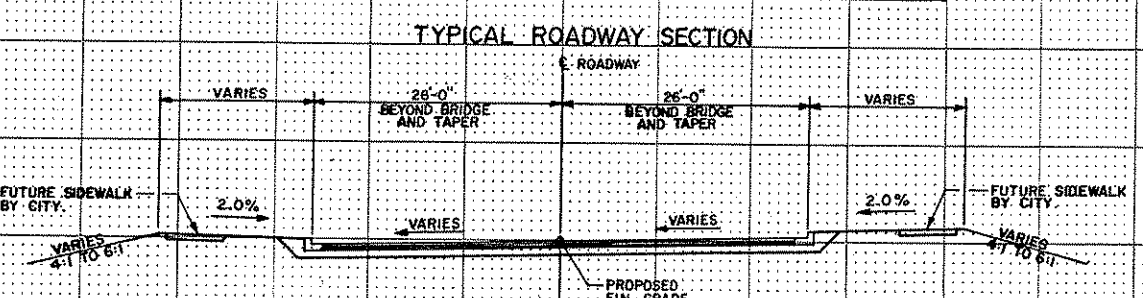 TYPICAL ROADWAY SECTION
℄ ROADWAY
VARIES
26'-0"
BEYOND BRIDGE
AND TAPER
26'-0"
BEYOND BRIDGE
AND TAPER
VARIES
FUTURE SIDEWALK
BY CITY.
2.0%
VARIES
VARIES
2.0%
FUTURE SIDEWALK
BY CITY.
VARIES
4:1 TO 6:1
VARIES
4:1 TO 6:1
PROPOSED
FIN. GRADE